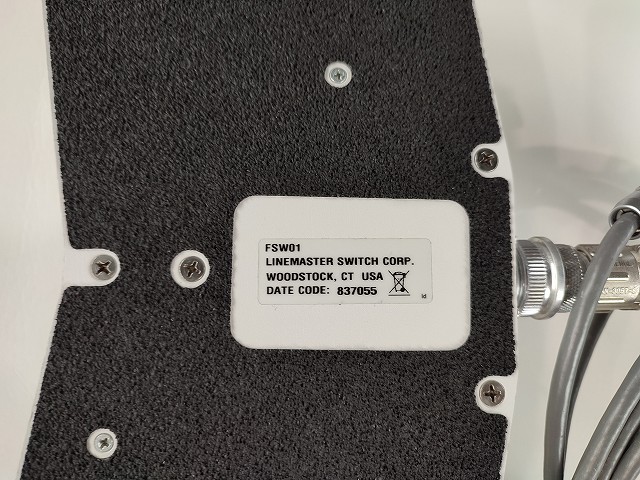 FSW01
LINEMASTER SWITCH CORP.
WOODSTOCK, CT USA
DATE CODE: 837055